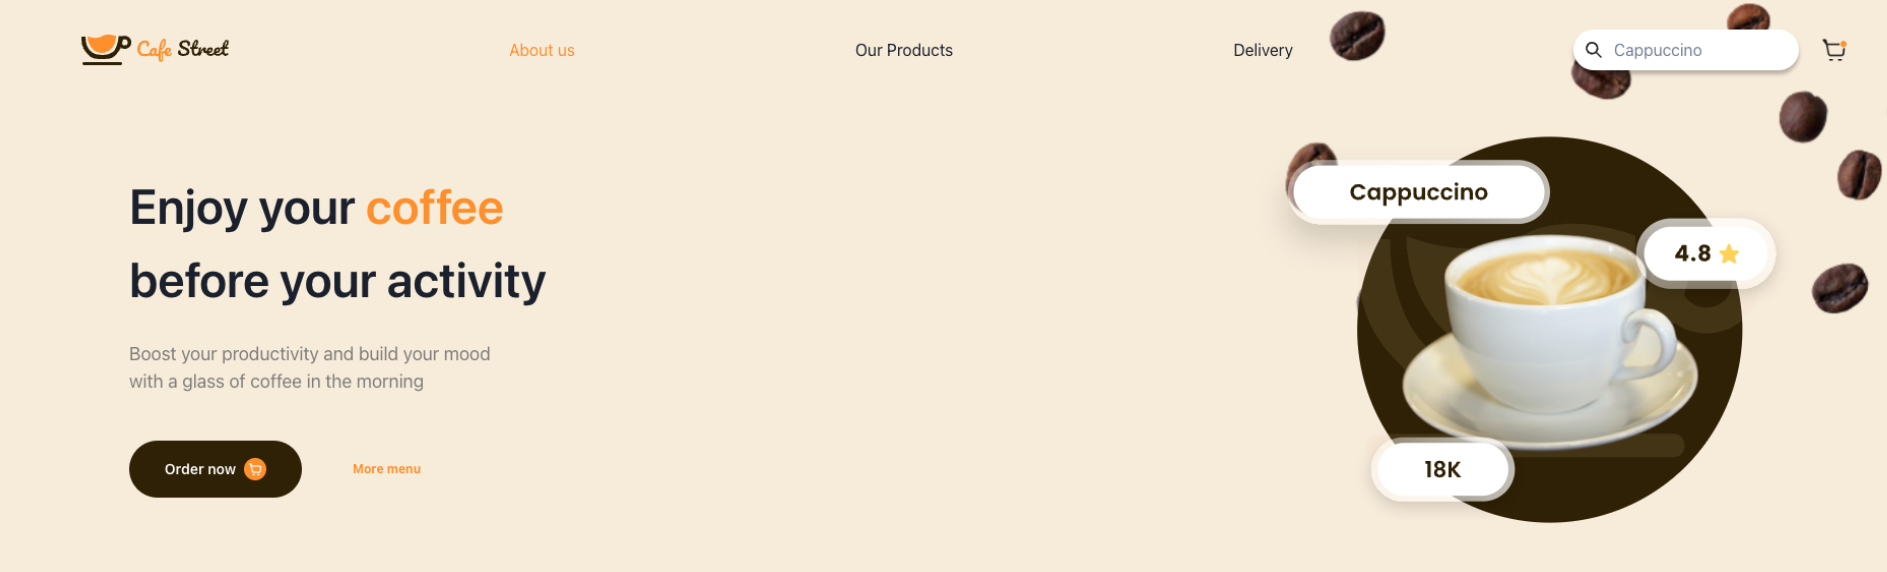 Cafe Street
About us
Our Products
Delivery
Cappuccino
Enjoy your coffee
before your activity
Boost your productivity and build your mood
with a glass of coffee in the morning
Order now
More menu
Cappuccino
4.8
18K